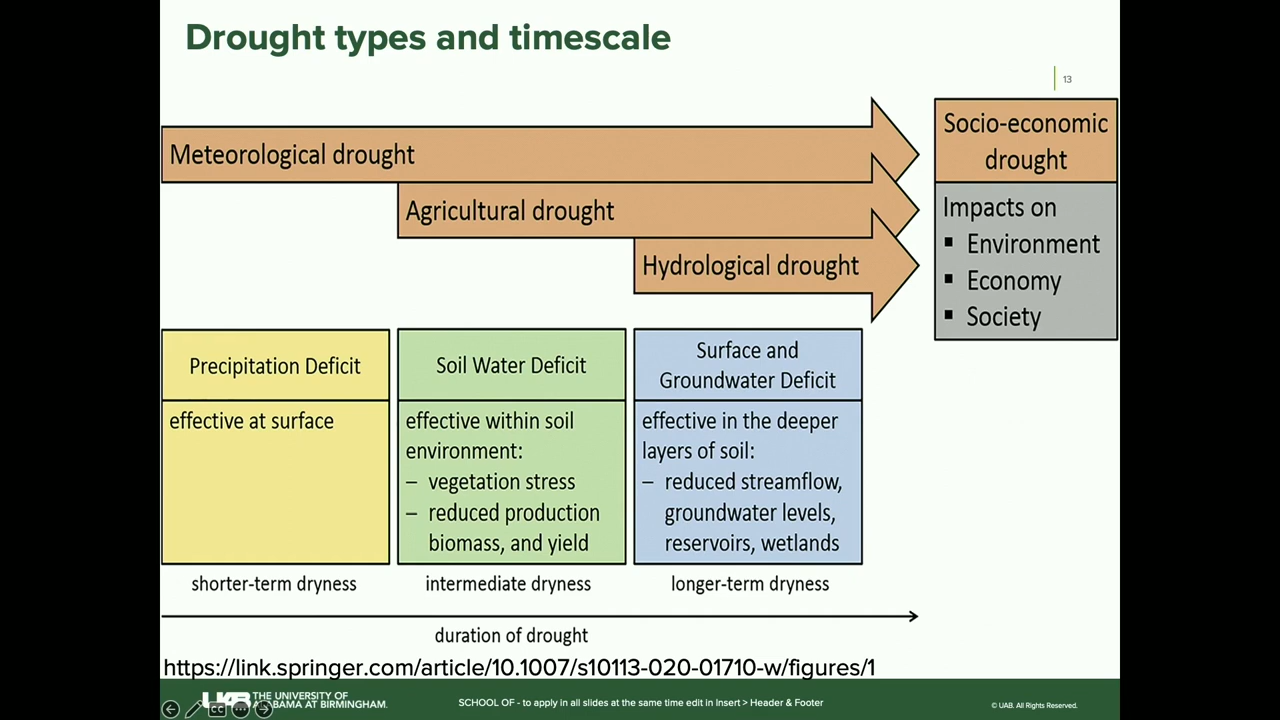 Drought types and timescale
13
Meteorological drought
Agricultural drought
Hydrological drought
Socio-economic
drought
Impacts on
▪ Environment
▪ Economy
▪ Society
Precipitation Deficit
effective at surface
shorter-term dryness
Soil Water Deficit
effective within soil
environment:
– vegetation stress
– reduced production
biomass, and yield
intermediate dryness
Surface and
Groundwater Deficit
effective in the deeper
layers of soil:
– reduced streamflow,
groundwater levels,
reservoirs, wetlands
longer-term dryness
duration of drought
https://link.springer.com/article/10.1007/s10113-020-01710-w/figures/1
UAB THE UNIVERSITY OF
ALABAMA AT BIRMINGHAM.
CC
SCHOOL OF - to apply in all slides at the same time edit in Insert > Header & Footer
© UAB. All Rights Reserved.